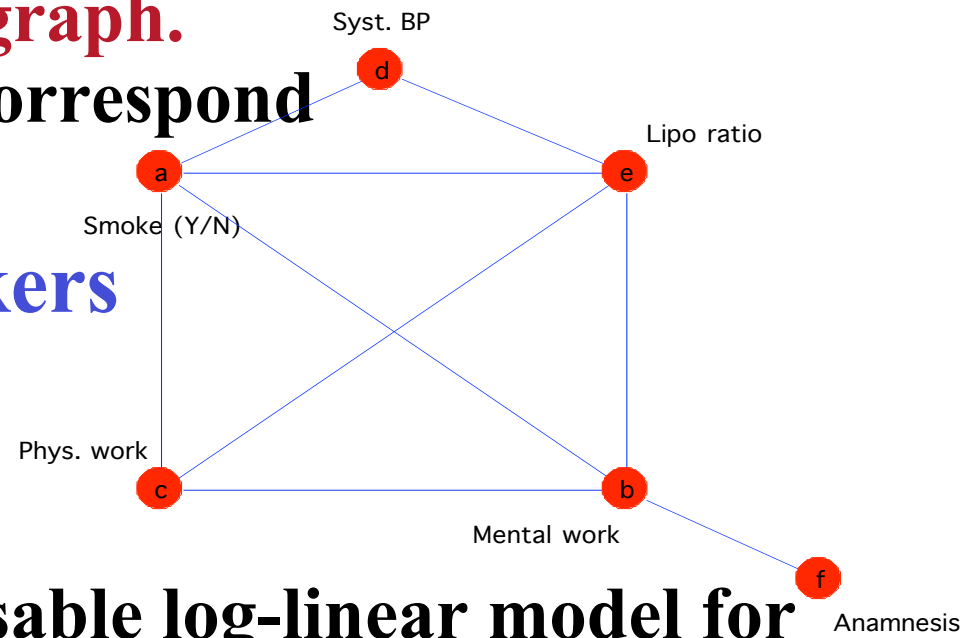 graph.
Syst. BP
d
orrespond
Lipo ratio
a
e
Smoke (Y/N)
kers
Phys. work
c
b
Mental work
f
sable log-linear model for
Anamnesis